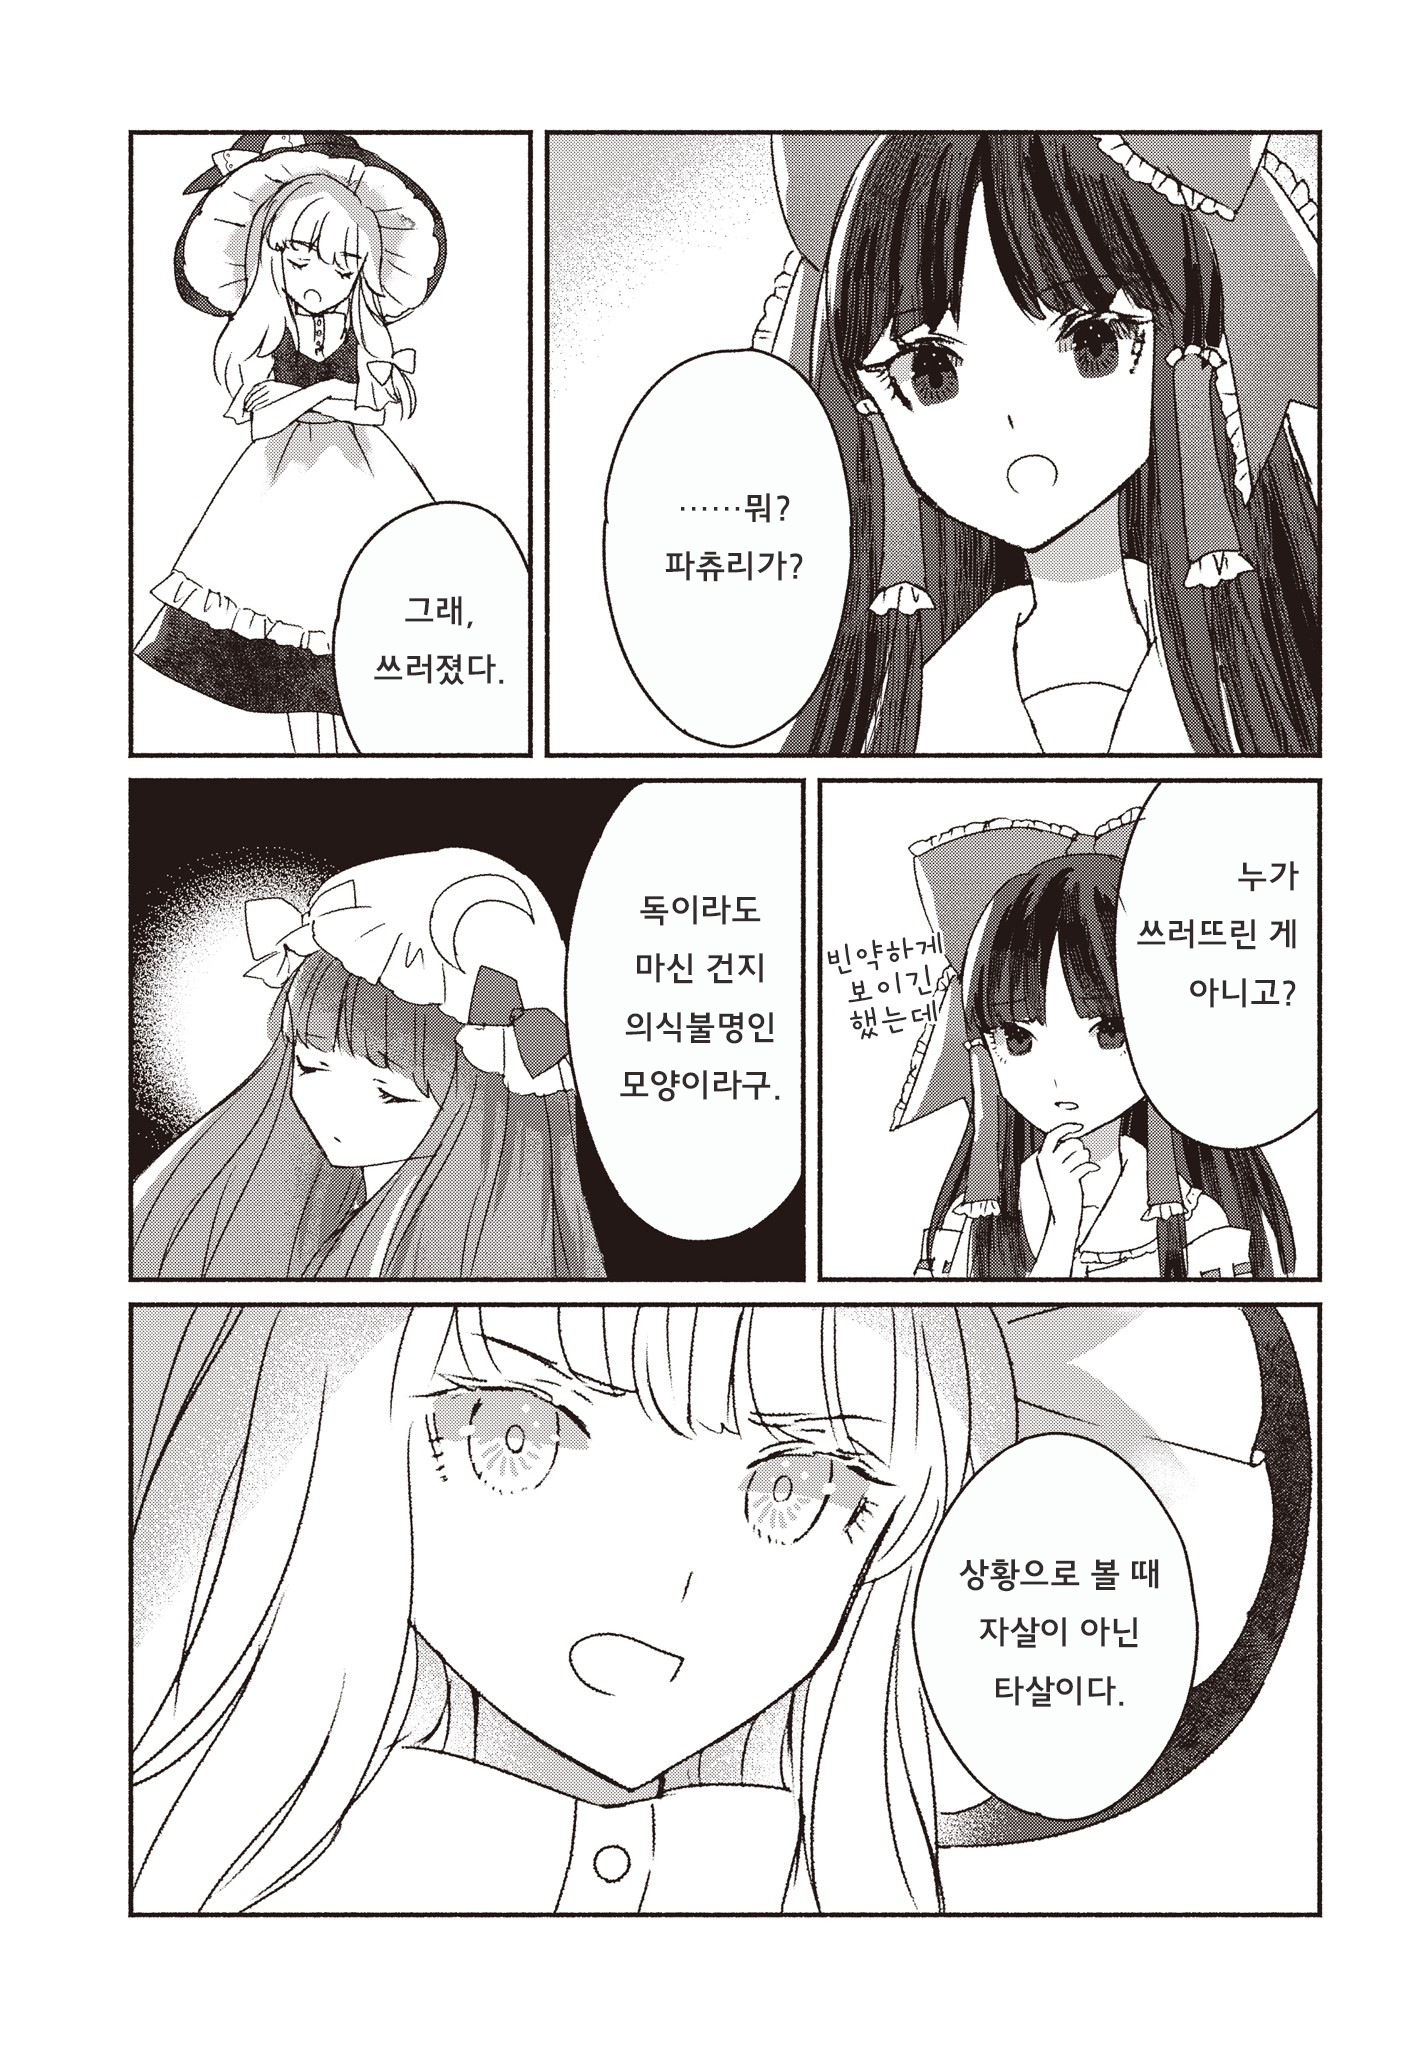 ……뭐?
파츄리가?
그래,
쓰러졌다.
누가
쓰러뜨린 게
아니고?
빈약하게
보이긴
했는데
독이라도
마신 건지
의식불명인
모양이라구.
상황으로 볼 때
자살이 아닌
타살이다.